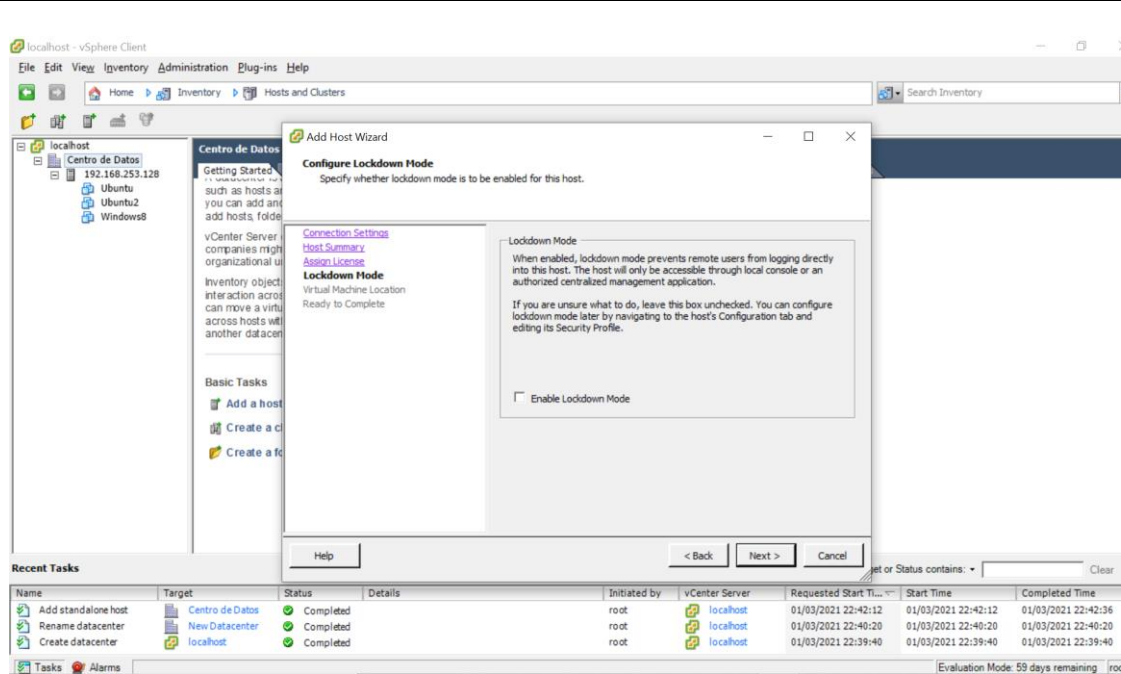 localhost - vSphere Client
File Edit View Inventory Administration Plug-ins Help
Home Inventory Hosts and Clusters
Search Inventory
localhost
Centro de Datos
192.168.253.128
Ubuntu
Ubuntu2
Windows8
Centro de Datos
Getting Started
such as hosts
you can add and
add hosts, folde
vCenter Server
companies migh
organizational u
Inventory object
interaction acros
can move a virtu
across hosts wit
another datacen
Basic Tasks
Add a host
Create a cl
Create a fo
Add Host Wizard
Configure Lockdown Mode
Specify whether lockdown mode is to be enabled for this host.
Connection Settings
Host Summary
Assign License
Lockdown Mode
Virtual Machine Location
Ready to Complete
Lockdown Mode
When enabled, lockdown mode prevents remote users from logging directly
into this host. The host will only be accessible through local console or an
authorized centralized management application.
If you are unsure what to do, leave this box unchecked. You can configure
lockdown mode later by navigating to the host's Configuration tab and
editing its Security Profile.
Enable Lockdown Mode
Help < Back Next > Cancel
Recent Tasks
et or Status contains: Clear
Name Target Status Details Initiated by vCenter Server Requested Start Ti... Start Time Completed Time
Add standalone host Centro de Datos Completed root localhost 01/03/2021 22:42:12 01/03/2021 22:42:12 01/03/2021 22:42:36
Rename datacenter New Datacenter Completed root localhost 01/03/2021 22:40:20 01/03/2021 22:40:20 01/03/2021 22:40:20
Create datacenter localhost Completed root localhost 01/03/2021 22:39:40 01/03/2021 22:39:40 01/03/2021 22:39:40
Tasks Alarms Evaluation Mode: 59 days remaining roo